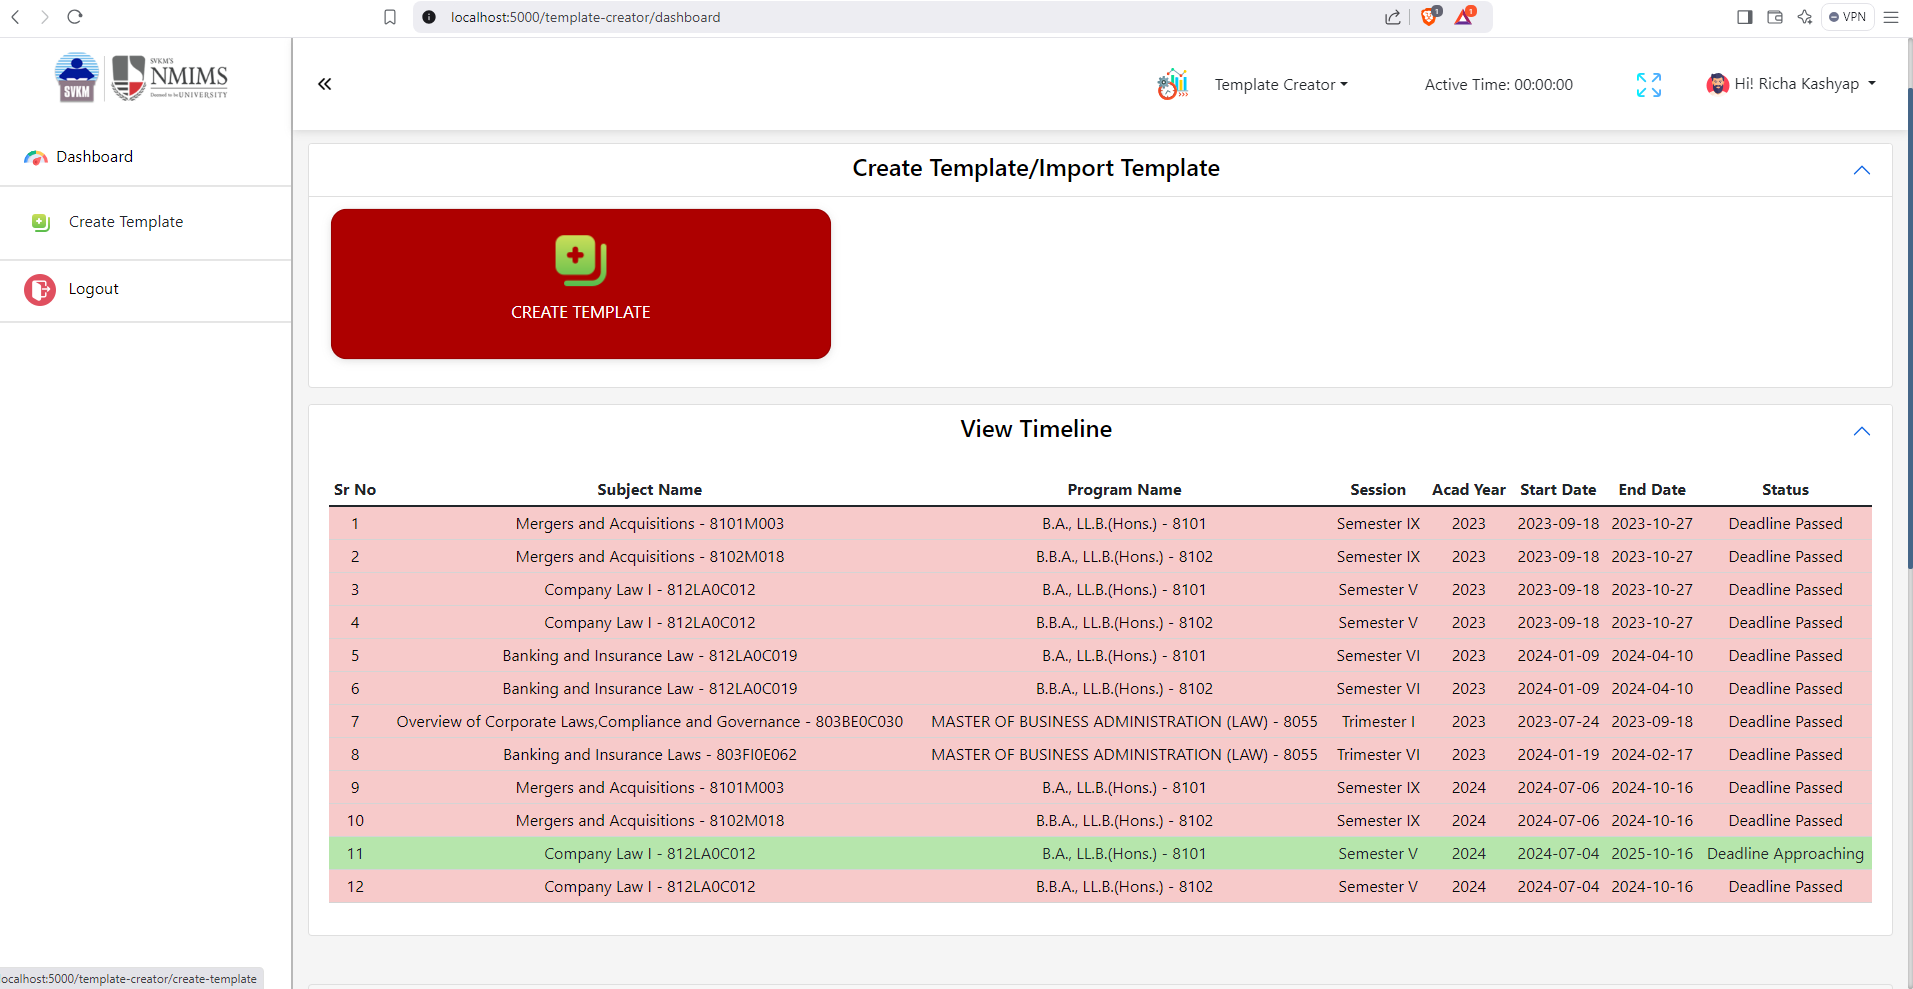 localhost:5000/template-creator/dashboard
1
1
VPN
SVKM
SVKM'S
NMIMS
Deemed to be UNIVERSITY
Template Creator
Active Time: 00:00:00
Hi! Richa Kashyap
Dashboard
Create Template
Logout
Create Template/Import Template
CREATE TEMPLATE
View Timeline
Sr No Subject Name Program Name Session Acad Year Start Date End Date Status
1 Mergers and Acquisitions - 8101M003 B.A., LL.B.(Hons.) - 8101 Semester IX 2023 2023-09-18 2023-10-27 Deadline Passed
2 Mergers and Acquisitions - 8102M018 B.B.A., LL.B.(Hons.) - 8102 Semester IX 2023 2023-09-18 2023-10-27 Deadline Passed
3 Company Law I - 812LA0C012 B.A., LL.B.(Hons.) - 8101 Semester V 2023 2023-09-18 2023-10-27 Deadline Passed
4 Company Law I - 812LA0C012 B.B.A., LL.B.(Hons.) - 8102 Semester V 2023 2023-09-18 2023-10-27 Deadline Passed
5 Banking and Insurance Law - 812LA0C019 B.A., LL.B.(Hons.) - 8101 Semester VI 2023 2024-01-09 2024-04-10 Deadline Passed
6 Banking and Insurance Law - 812LA0C019 B.B.A., LL.B.(Hons.) - 8102 Semester VI 2023 2024-01-09 2024-04-10 Deadline Passed
7 Overview of Corporate Laws,Compliance and Governance - 803BE0C030 MASTER OF BUSINESS ADMINISTRATION (LAW) - 8055 Trimester I 2023 2023-07-24 2023-09-18 Deadline Passed
8 Banking and Insurance Laws - 803FI0E062 MASTER OF BUSINESS ADMINISTRATION (LAW) - 8055 Trimester VI 2023 2024-01-19 2024-02-17 Deadline Passed
9 Mergers and Acquisitions - 8101M003 B.A., LL.B.(Hons.) - 8101 Semester IX 2024 2024-07-06 2024-10-16 Deadline Passed
10 Mergers and Acquisitions - 8102M018 B.B.A., LL.B.(Hons.) - 8102 Semester IX 2024 2024-07-06 2024-10-16 Deadline Passed
11 Company Law I - 812LA0C012 B.A., LL.B.(Hons.) - 8101 Semester V 2024 2024-07-04 2025-10-16 Deadline Approaching
12 Company Law I - 812LA0C012 B.B.A., LL.B.(Hons.) - 8102 Semester V 2024 2024-07-04 2024-10-16 Deadline Passed
ocalhost:5000/template-creator/create-template